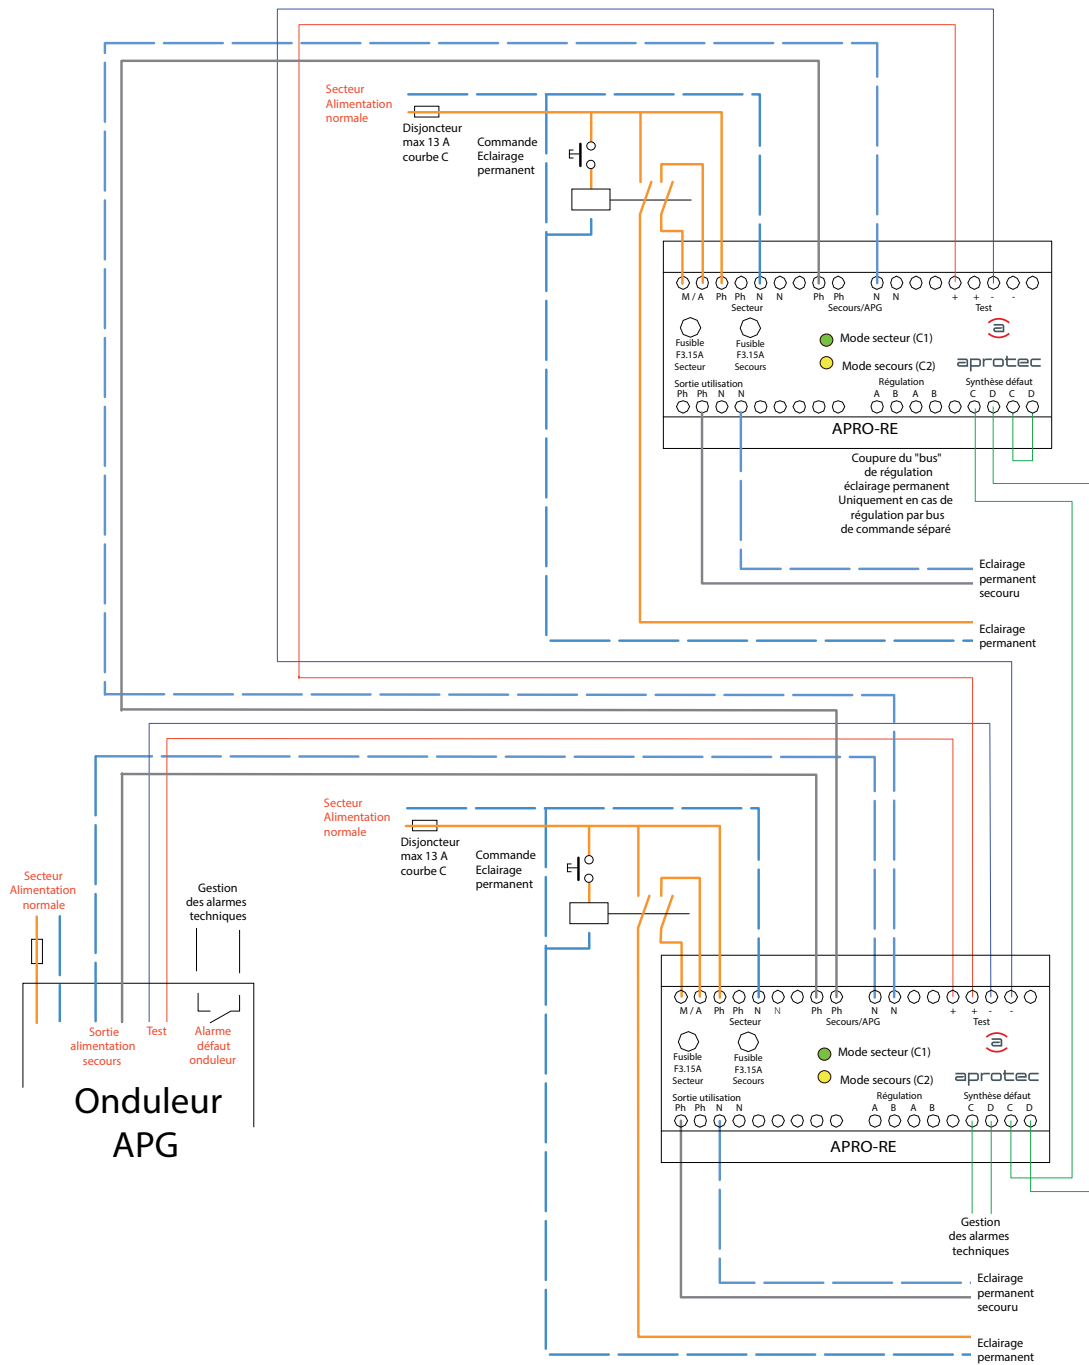 Secteur
Alimentation
normale
Disjoncteur
max 13 A
courbe C
Commande
Eclairage
permanent
M / A Ph Ph N N Ph Ph N N + + - -
Secteur Secours/APG Test
Fusible
F3.15A
Secteur
Fusible
F3.15A
Secours
Mode secteur (C1)
Mode secours (C2)
a
aprotec
Sortie utilisation Régulation Synthèse défaut
Ph Ph N N A B A B C D C D
APRO-RE
Coupure du "bus"
de régulation
éclairage permanent
Uniquement en cas de
régulation par bus
de commande séparé
Eclairage
permanent
secouru
Eclairage
permanent
Secteur
Alimentation
normale
Disjoncteur
max 13 A
courbe C
Commande
Eclairage
permanent
Secteur
Alimentation
normale
Gestion
des alarmes
techniques
Sortie
alimentation
secours
Test
Alarme
défaut
onduleur
Onduleur
APG
M / A Ph Ph N N Ph Ph N N + + - -
Secteur Secours/APG Test
Fusible
F3.15A
Secteur
Fusible
F3.15A
Secours
Mode secteur (C1)
Mode secours (C2)
a
aprotec
Sortie utilisation Régulation Synthèse défaut
Ph Ph N N A B A B C D C D
APRO-RE
Gestion
des alarmes
techniques
Eclairage
permanent
secouru
Eclairage
permanent